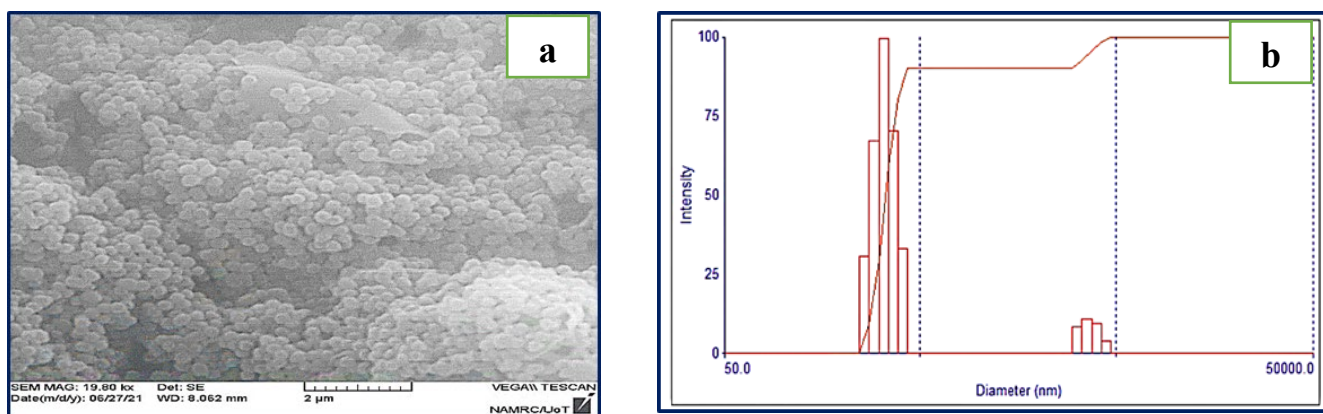 a
SEM MAG: 19.80 kx Det: SE VEGA\\ TESCAN
Date(m/d/y): 06/27/21 WD: 8.062 mm 2 µm
NAMRC/UoT
b
100
75
50
25
0
Intensity
50.0 50000.0
Diameter (nm)